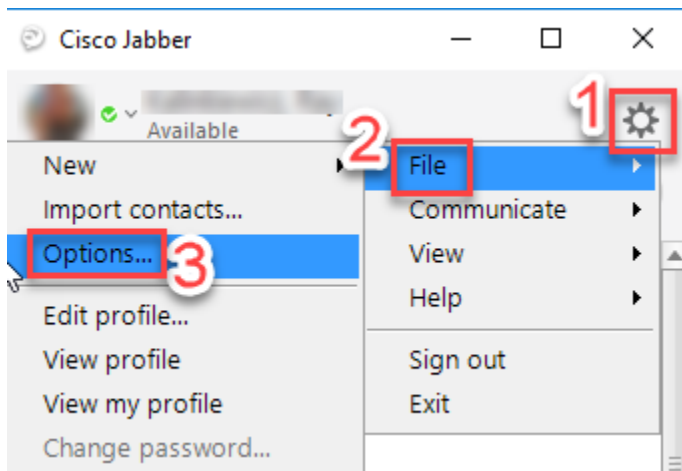 Cisco Jabber
1
Available
2
New
File
Import contacts...
Communicate
Options...
3
View
Help
Edit profile...
View profile
Sign out
View my profile
Exit
Change password...